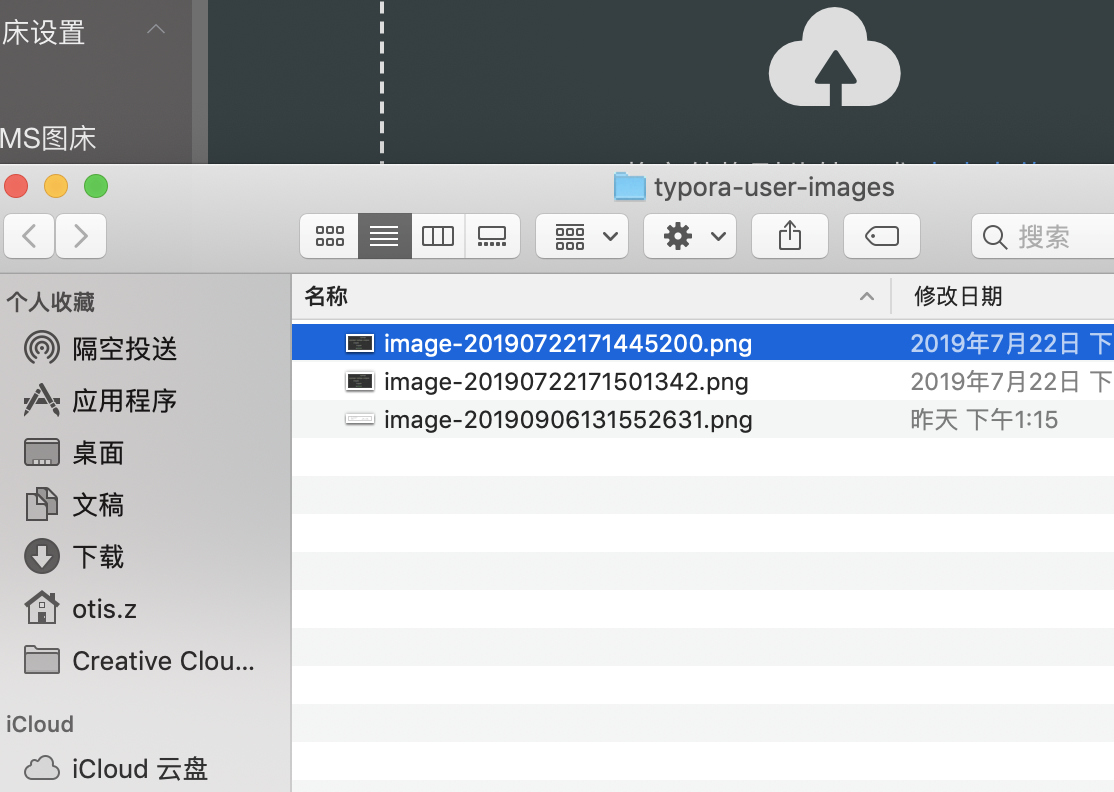 床设置
MS图床
typora-user-images
搜索
个人收藏
名称
修改日期
隔空投送
image-20190722171445200.png
2019年7月22日 下
应用程序
image-20190722171501342.png
2019年7月22日 下
image-20190906131552631.png
昨天 下午1:15
桌面
文稿
下载
otis.z
Creative Clou...
iCloud
iCloud 云盘